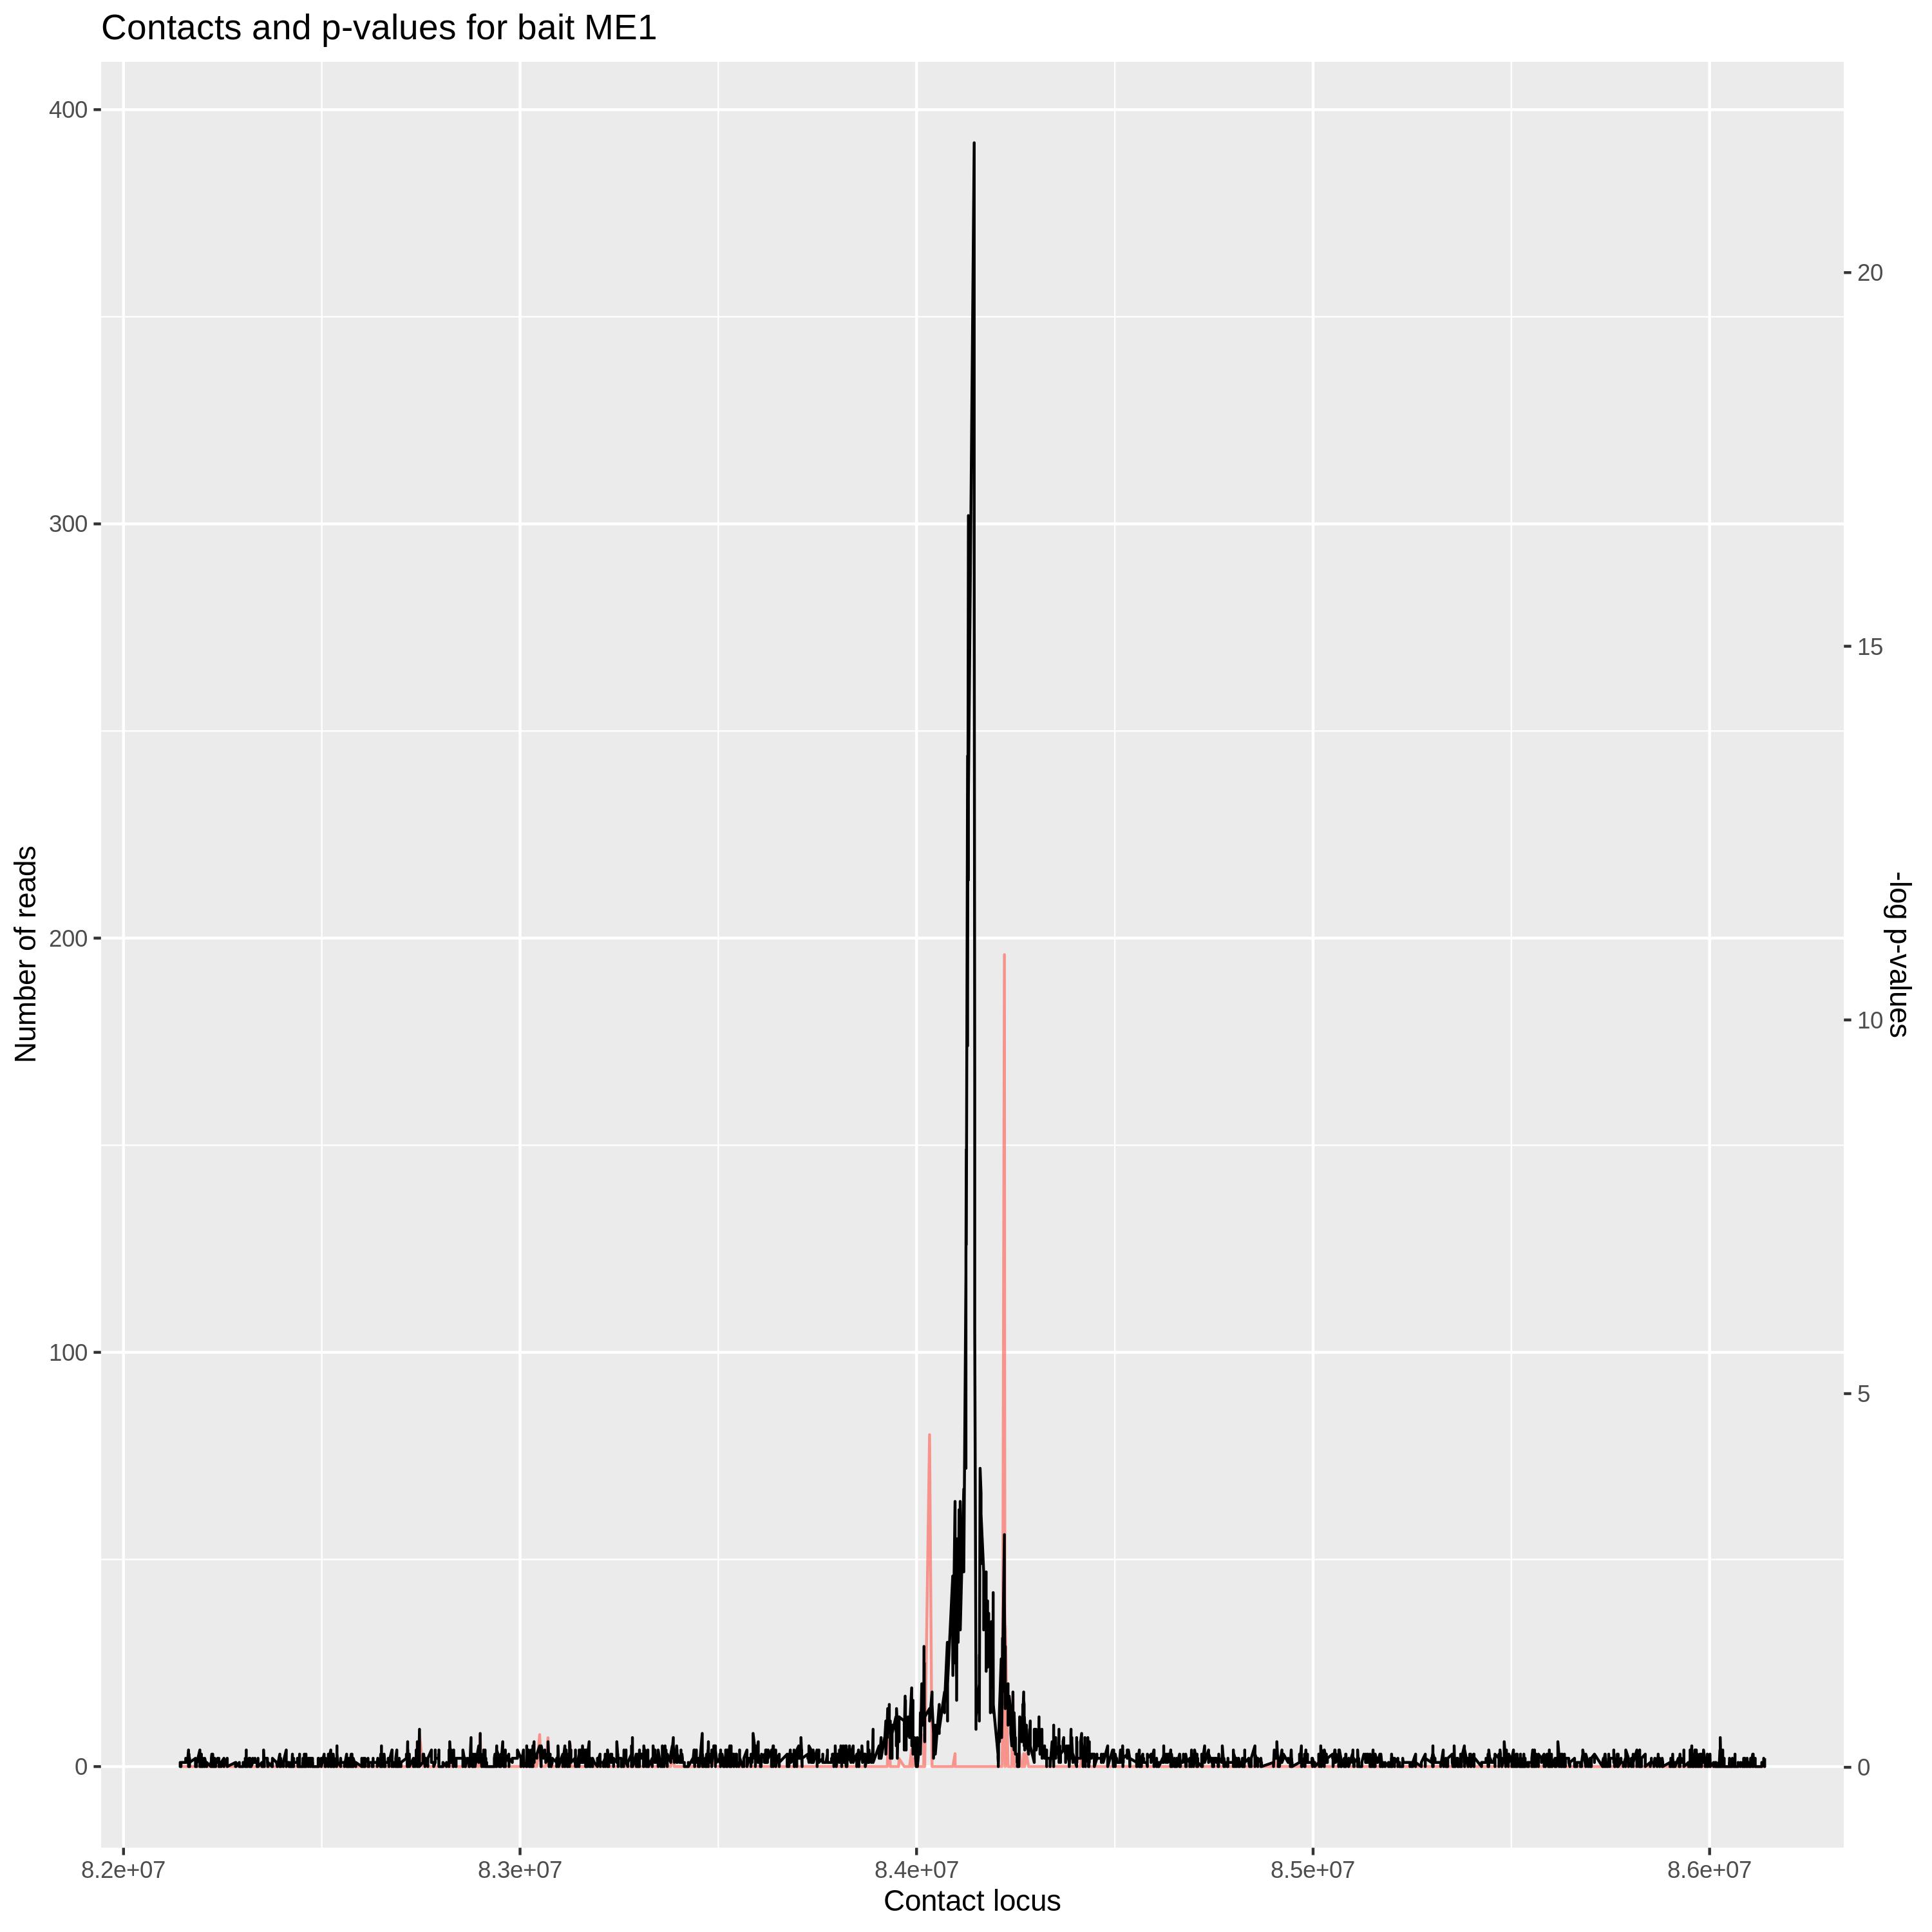 Contacts and p-values for bait ME1
400
300
200
100
0
Number of reads
20
15
10
5
0
-log p-values
8.2e+07 8.3e+07 8.4e+07 8.5e+07 8.6e+07
Contact locus